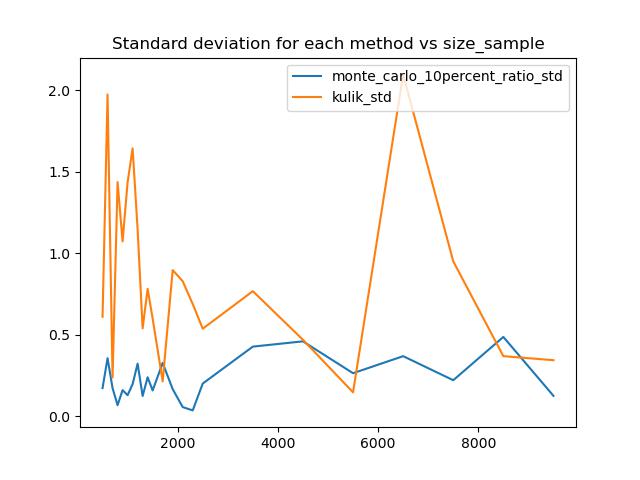 Standard deviation for each method vs size_sample
monte_carlo_10percent_ratio_std
kulik_std
2.0
1.5
1.0
0.5
0.0
2000 4000 6000 8000